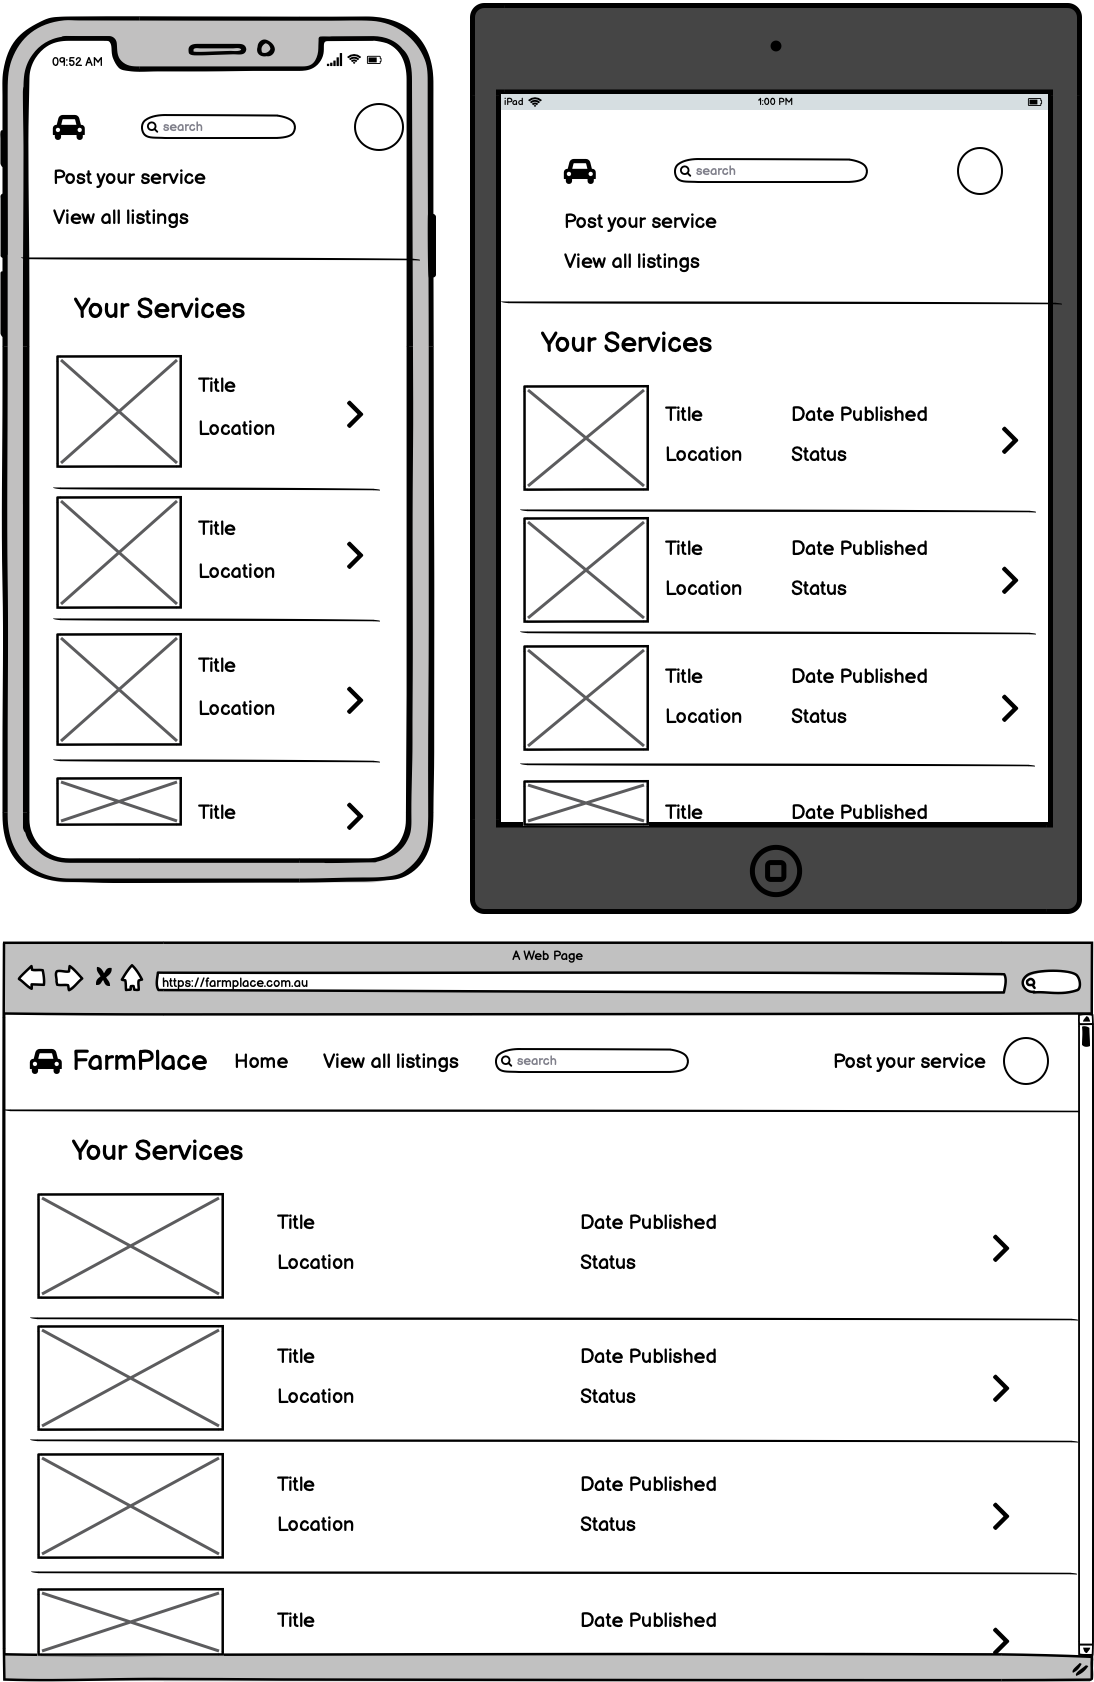 09:52 AM
search
Post your service
View all listings
Your Services
Title
Location
Title
Location
Title
Location
Title
iPad
1:00 PM
search
Post your service
View all listings
Your Services
Title Date Published
Location Status
Title Date Published
Location Status
Title Date Published
Location Status
Title Date Published
A Web Page
https://farmplace.com.au
FarmPlace Home View all listings search Post your service
Your Services
Title Date Published
Location Status
Title Date Published
Location Status
Title Date Published
Location Status
Title Date Published